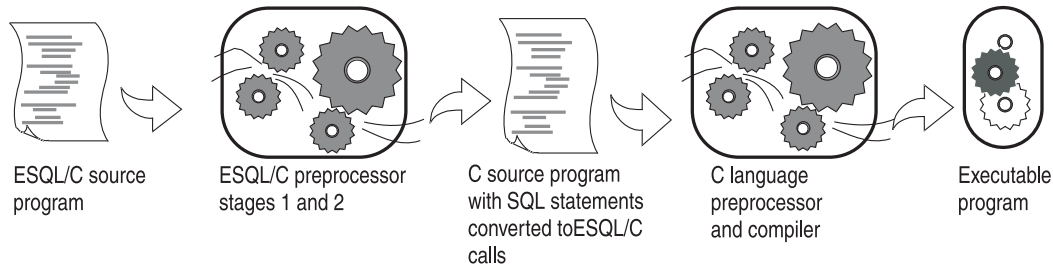 ESQL/C source
program
ESQL/C preprocessor
stages 1 and 2
C source program
with SQL statements
converted toESQL/C
calls
C language
preprocessor
and compiler
Executable
program